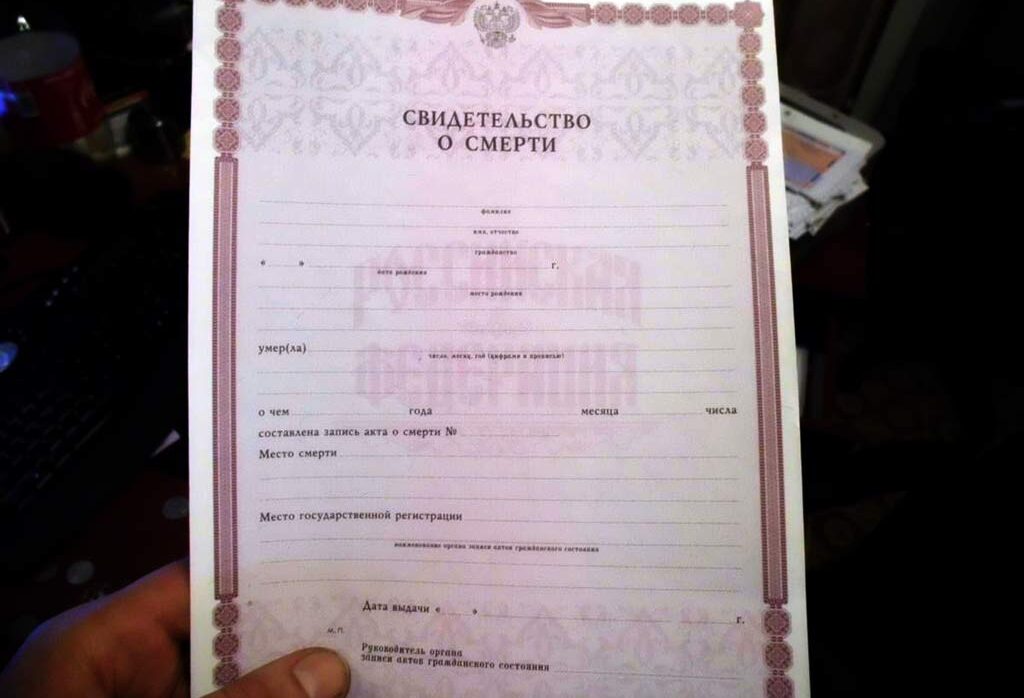 СВИДЕТЕЛЬСТВО
О СМЕРТИ
фамилия
имя, отчество
гражданство
« » г.
дата рождения
место рождения
умер(ла)
число, месяц, год (цифрами и прописью)
о чем года месяца числа
составлена запись акта о смерти №
Место смерти
Место государственной регистрации
наименование органа записи актов гражданского состояния
Дата выдачи « » г.
М.П.
Руководитель органа
записи актов гражданского состояния